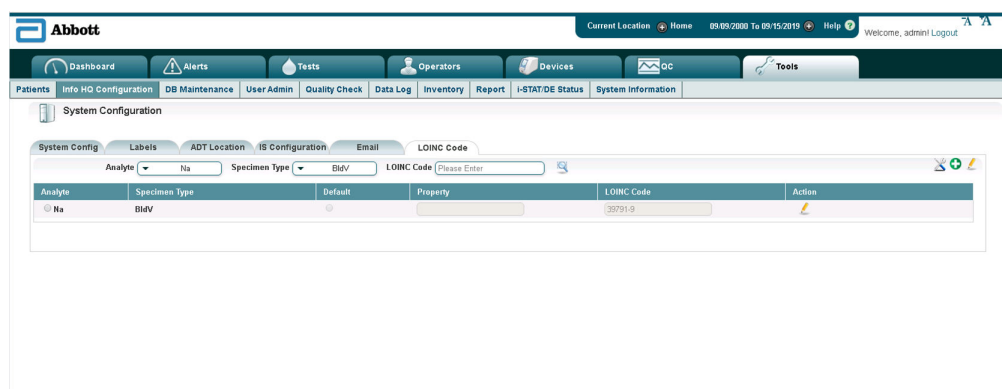 Abbott
Current Location Home 09/09/2000 To 09/15/2019 Help ?
Welcome, admin! Logout
A A
Dashboard Alerts Tests Operators Devices QC Tools
Patients Info HQ Configuration DB Maintenance User Admin Quality Check Data Log Inventory Report i-STAT/DE Status System Information
System Configuration
System Config Labels ADT Location IS Configuration Email LOINC Code
Analyte Na Specimen Type BldV LOINC Code Please Enter
Analyte Specimen Type Default Property LOINC Code Action
Na BldV 39791-9